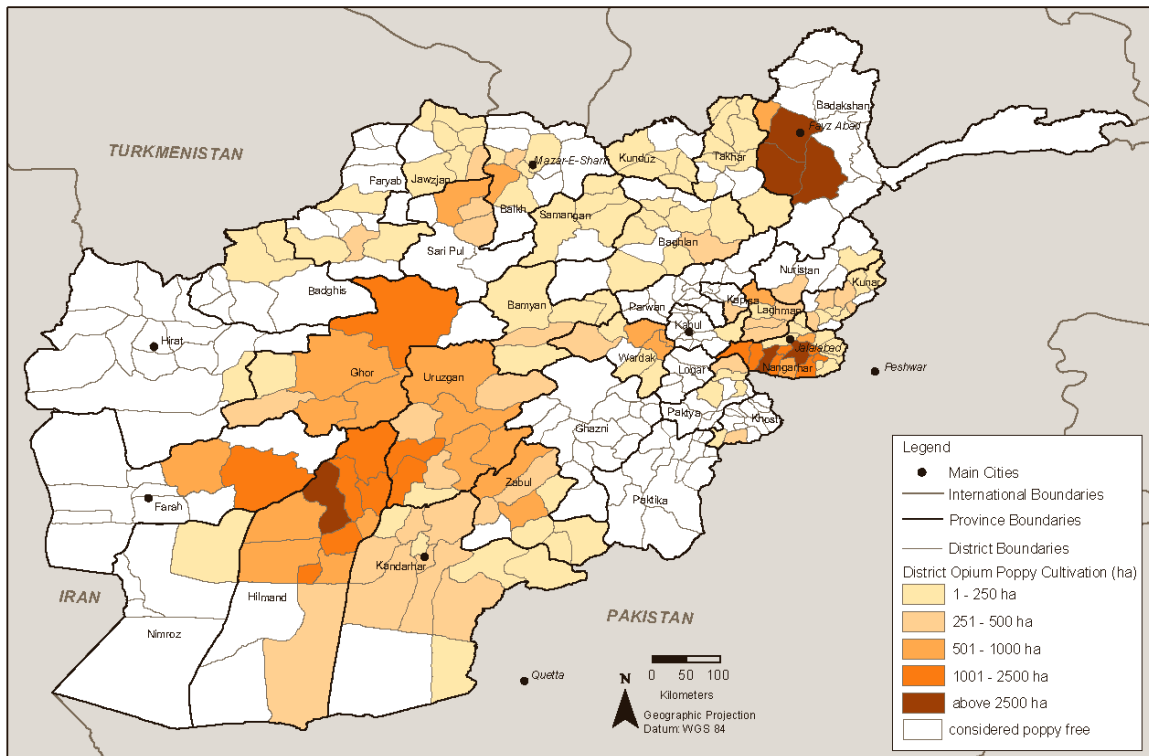 Badakshan
Fayz Abad
TURKMENISTAN
Mazar-E-Sharif
Kunduz
Takhar
Faryab
Jawzjan
Balkh
Samangan
Baghlan
Sari Pul
Nuristan
Kunar
Badghis
Bamyan
Parwan
Kapisa
Laghman
Kabul
Jalalabad
Hirat
Wardak
Nangarhar
Ghor
Uruzgan
Logar
Peshwar
Paktya
Khost
Ghazni
Zabul
Paktika
Farah
Kandarhar
IRAN
Hilmand
Nimroz
PAKISTAN
Quetta
N
0 50 100
Kilometers
Geographic Projection
Datum: WGS 84
Legend
Main Cities
International Boundaries
Province Boundaries
District Boundaries
District Opium Poppy Cultivation (ha)
1 - 250 ha
251 - 500 ha
501 - 1000 ha
1001 - 2500 ha
above 2500 ha
considered poppy free